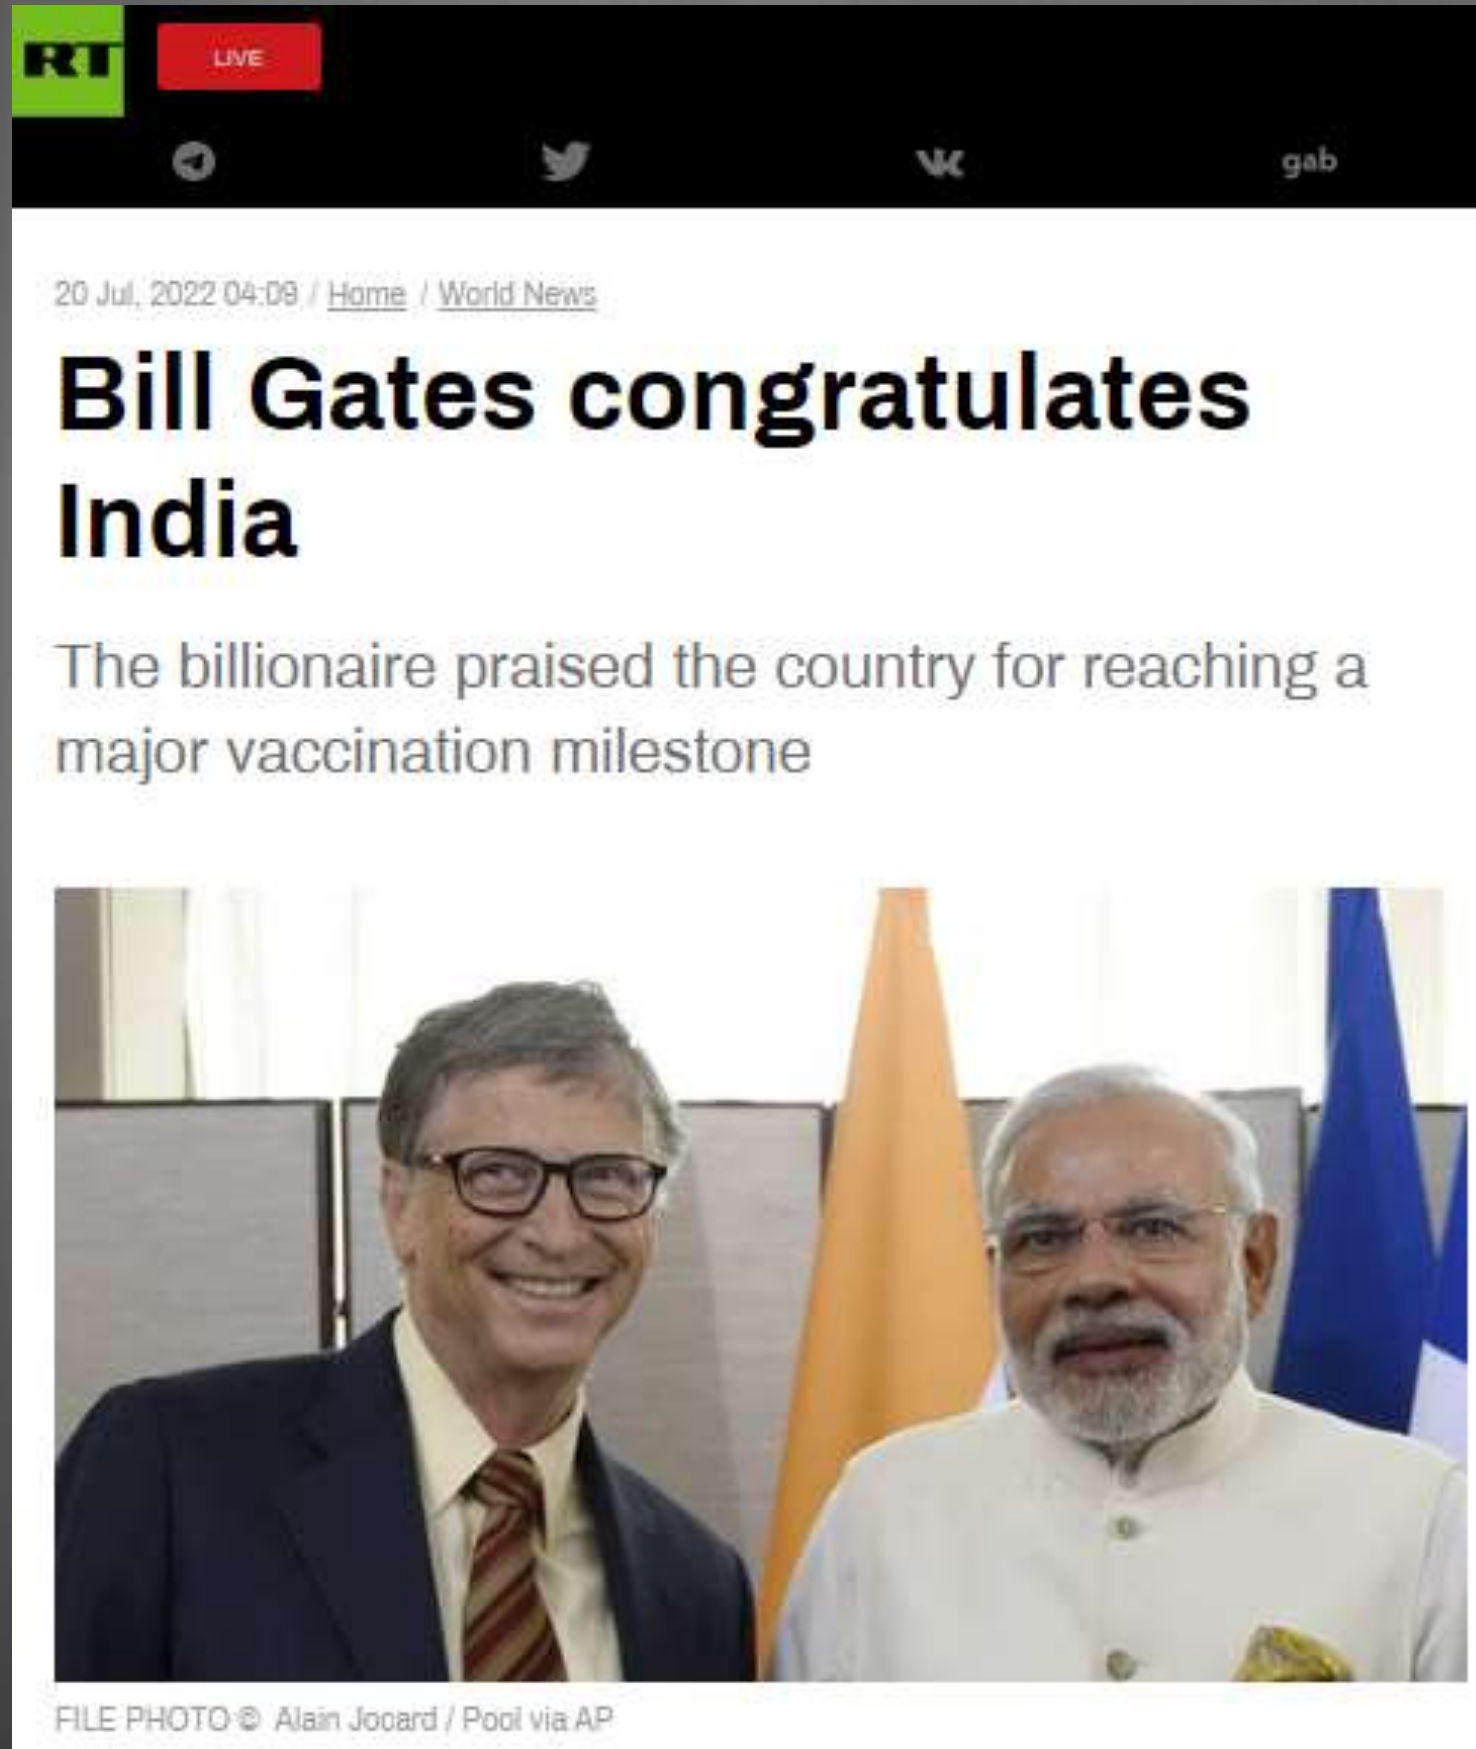 RT
LIVE
gab
20 Jul, 2022 04:09 / Home / World News
Bill Gates congratulates
India
The billionaire praised the country for reaching a
major vaccination milestone
FILE PHOTO © Alain Jocard / Pool via AP